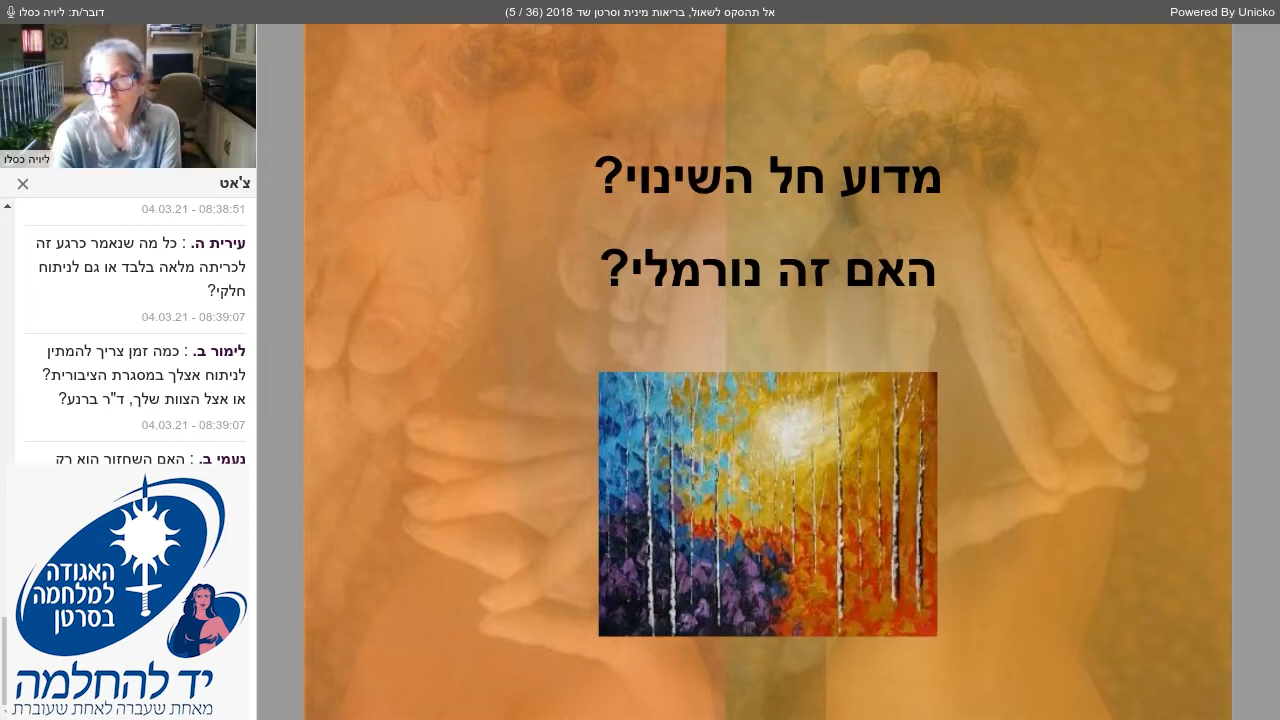 דובר/ת: ליויה כסלו
אל תהסקס לשאול, בריאות מינית וסרטן שד 2018 (36 / 5)
Powered By Unicko
ליויה כסלו
צ'אט
04.03.21 - 08:38:51
עירית ה. : כל מה שנאמר כרגע זה
לכריתה מלאה בלבד או גם לניתוח
חלקי?
04.03.21 - 08:39:07
לימור ב. : כמה זמן צריך להמתין
לניתוח אצלך במסגרת הציבורית?
או אצל הצוות שלך, ד"ר ברנע?
04.03.21 - 08:39:07
נעמי ב. : האם השחזור הוא רק
האגודה
למלחמה
בסרטן
יד להחלמה
מאחת שעברה לאחת שעוברת
מדוע חל השינוי?
האם זה נורמלי?